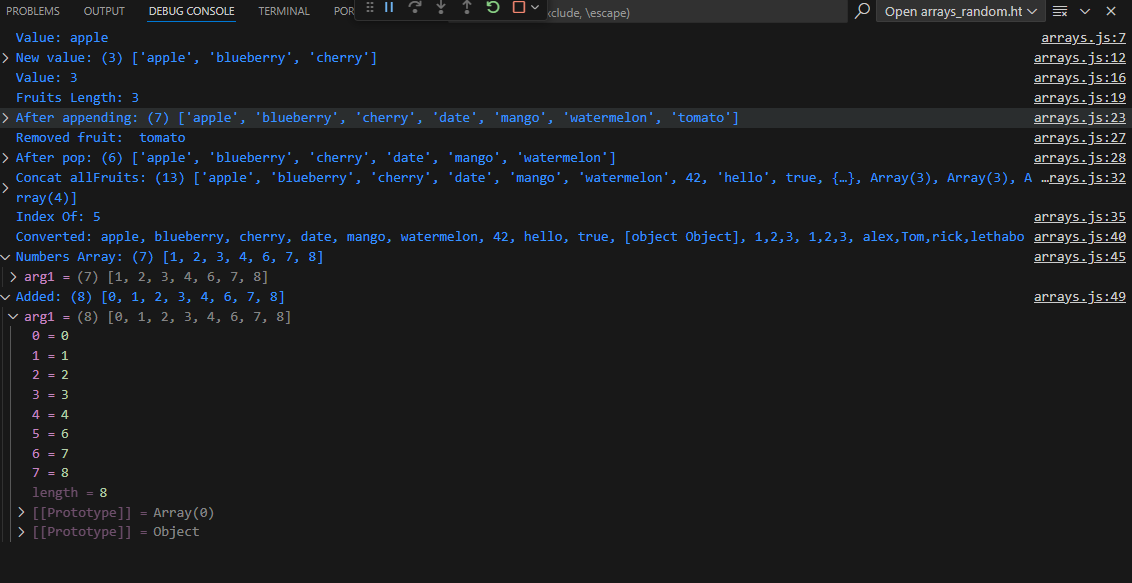 PROBLEMS OUTPUT DEBUG CONSOLE TERMINAL POR xclude, \escape) Open arrays_random.ht
Value: apple arrays.js:7
New value: (3) ['apple', 'blueberry', 'cherry'] arrays.js:12
Value: 3 arrays.js:16
Fruits Length: 3 arrays.js:19
After appending: (7) ['apple', 'blueberry', 'cherry', 'date', 'mango', 'watermelon', 'tomato'] arrays.js:23
Removed fruit:  tomato arrays.js:27
After pop: (6) ['apple', 'blueberry', 'cherry', 'date', 'mango', 'watermelon'] arrays.js:28
Concat allFruits: (13) ['apple', 'blueberry', 'cherry', 'date', 'mango', 'watermelon', 42, 'hello', true, {…}, Array(3), Array(3), A …rays.js:32
rray(4)]
Index Of: 5 arrays.js:35
Converted: apple, blueberry, cherry, date, mango, watermelon, 42, hello, true, [object Object], 1,2,3, 1,2,3, alex,Tom,rick,lethabo arrays.js:40
Numbers Array: (7) [1, 2, 3, 4, 6, 7, 8] arrays.js:45
arg1 = (7) [1, 2, 3, 4, 6, 7, 8]
Added: (8) [0, 1, 2, 3, 4, 6, 7, 8] arrays.js:49
arg1 = (8) [0, 1, 2, 3, 4, 6, 7, 8]
0 = 0
1 = 1
2 = 2
3 = 3
4 = 4
5 = 6
6 = 7
7 = 8
length = 8
[[Prototype]] = Array(0)
[[Prototype]] = Object